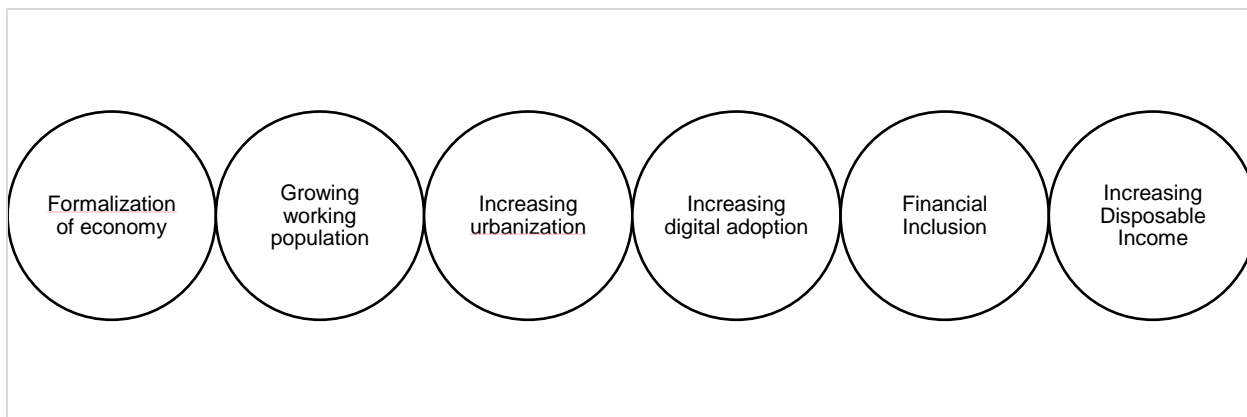 Formalization
of economy
Growing
working
population
Increasing
urbanization
Increasing
digital adoption
Financial
Inclusion
Increasing
Disposable
Income